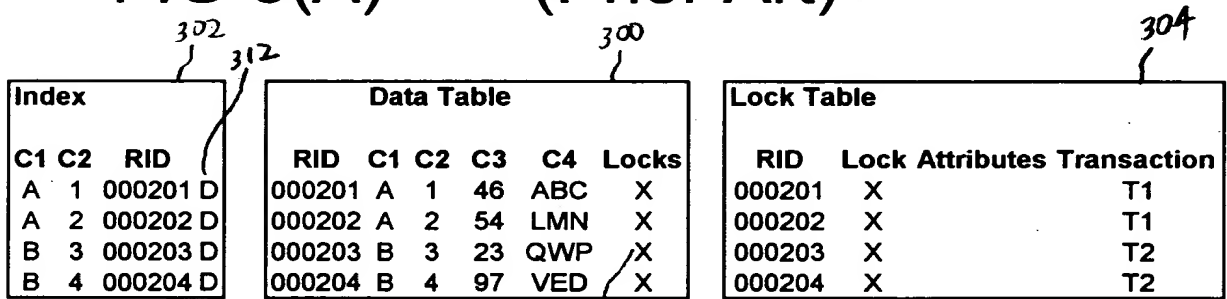 302
312
300
304
Index
C1 C2 RID
A 1 000201 D
A 2 000202 D
B 3 000203 D
B 4 000204 D
Data Table
RID C1 C2 C3 C4 Locks
000201 A 1 46 ABC X
000202 A 2 54 LMN X
000203 B 3 23 QWP X
000204 B 4 97 VED X
Lock Table
RID Lock Attributes Transaction
000201 X T1
000202 X T1
000203 X T2
000204 X T2